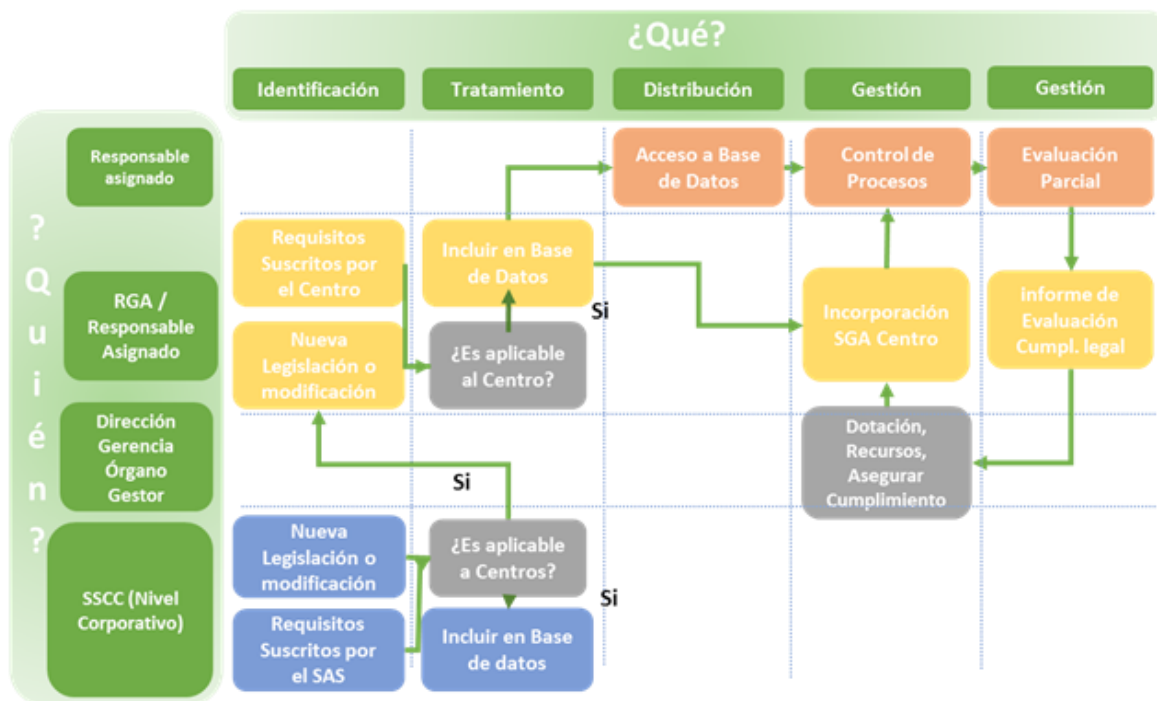 ¿Qué?
Identificación
Tratamiento
Distribución
Gestión
Gestión
¿Quién?
Responsable
asignado
Acceso a Base
de Datos
Control de
Procesos
Evaluación
Parcial
RGA /
Responsable
Asignado
Requisitos
Suscritos por
el Centro
Incluir en Base
de Datos
Si
Nueva
Legislación o
modificación
¿Es aplicable
al Centro?
Incorporación
SGA Centro
informe de
Evaluación
Cumpl. legal
Dirección
Gerencia
Órgano
Gestor
Si
Dotación,
Recursos,
Asegurar
Cumplimiento
SSCC (Nivel
Corporativo)
Nueva
Legislación o
modificación
¿Es aplicable
a Centros?
Si
Requisitos
Suscritos por
el SAS
Incluir en Base
de datos